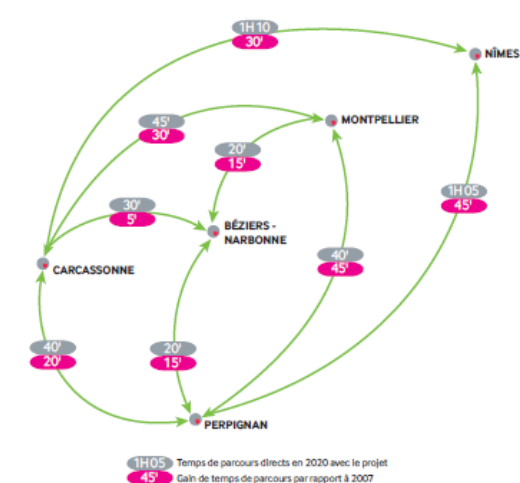 1H10
30'
NÎMES
45'
30'
MONTPELLIER
20'
15'
1H05
45'
30'
5'
BÉZIERS -
NARBONNE
40'
45'
CARCASSONNE
40'
20'
20'
15'
PERPIGNAN
1H05 Temps de parcours directs en 2020 avec le projet
45' Gain de temps de parcours par rapport à 2007